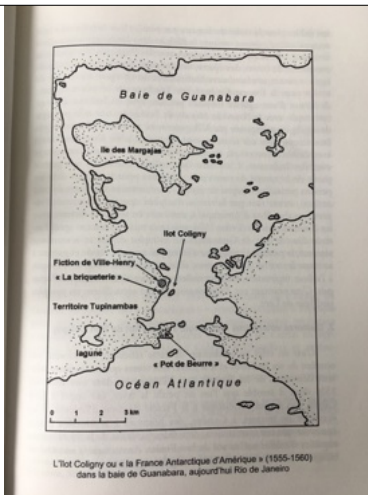 Baie de Guanabara
Ile des Margajas
Ilot Coligny
Fiction de Ville-Henry
« La briqueterie »
Territoire Tupinambas
lagune
« Pot de Beurre »
Océan Atlantique
0 1 2 3 km
L'Ilot Coligny ou « la France Antarctique d'Amérique » (1555-1560)
dans la baie de Guanabara, aujourd'hui Rio de Janeiro